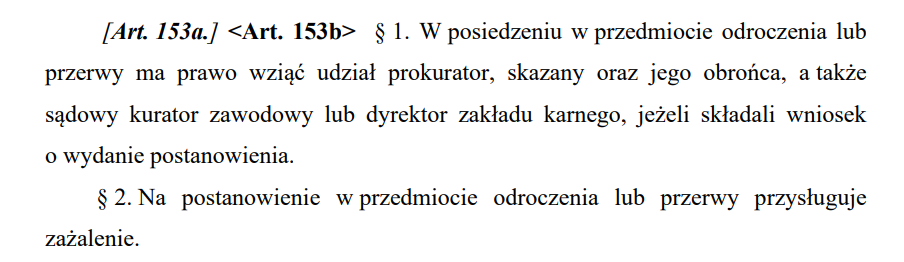 [Art. 153a.] <Art. 153b> § 1. W posiedzeniu w przedmiocie odroczenia lub
przerwy ma prawo wziąć udział prokurator, skazany oraz jego obrońca, a także
sądowy kurator zawodowy lub dyrektor zakładu karnego, jeżeli składali wniosek
o wydanie postanowienia.
§ 2. Na postanowienie w przedmiocie odroczenia lub przerwy przysługuje
zażalenie.